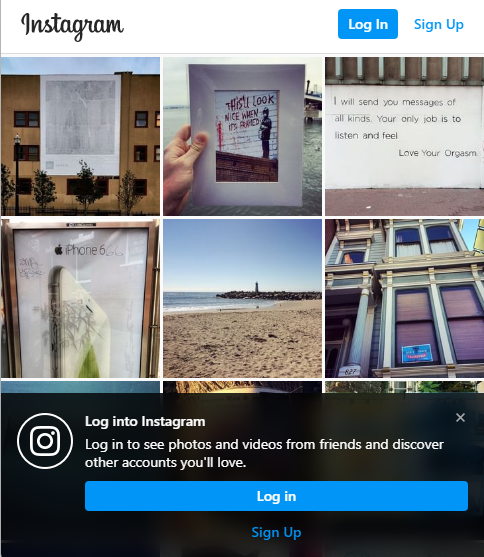 Instagram
Log In
Sign Up
THIS'LL LOOK
NICE WHEN
IT'S FRAMED
I will send you messages of
all kinds. Your only job is to
listen and feel
Love Your Orgasm.
iPhone 6
827
Log into Instagram
Log in to see photos and videos from friends and discover
other accounts you'll love.
Log in
Sign Up